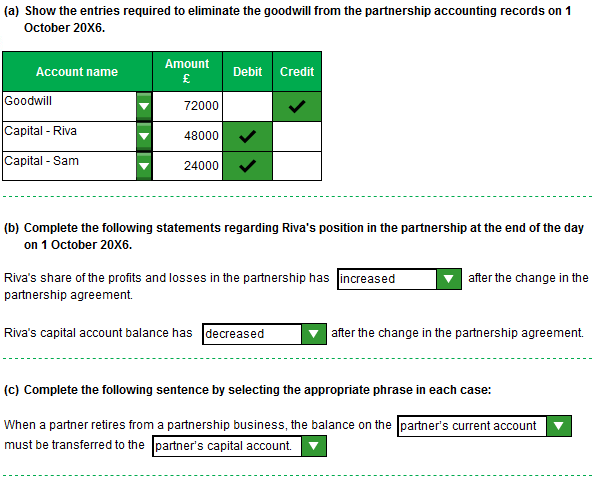 (a) Show the entries required to eliminate the goodwill from the partnership accounting records on 1
October 20X6.
Account name Amount £ Debit Credit
Goodwill 72000 ✓
Capital - Riva 48000 ✓
Capital - Sam 24000 ✓
(b) Complete the following statements regarding Riva's position in the partnership at the end of the day
on 1 October 20X6.
Riva's share of the profits and losses in the partnership has increased after the change in the
partnership agreement.
Riva's capital account balance has decreased after the change in the partnership agreement.
(c) Complete the following sentence by selecting the appropriate phrase in each case:
When a partner retires from a partnership business, the balance on the partner's current account
must be transferred to the partner's capital account.